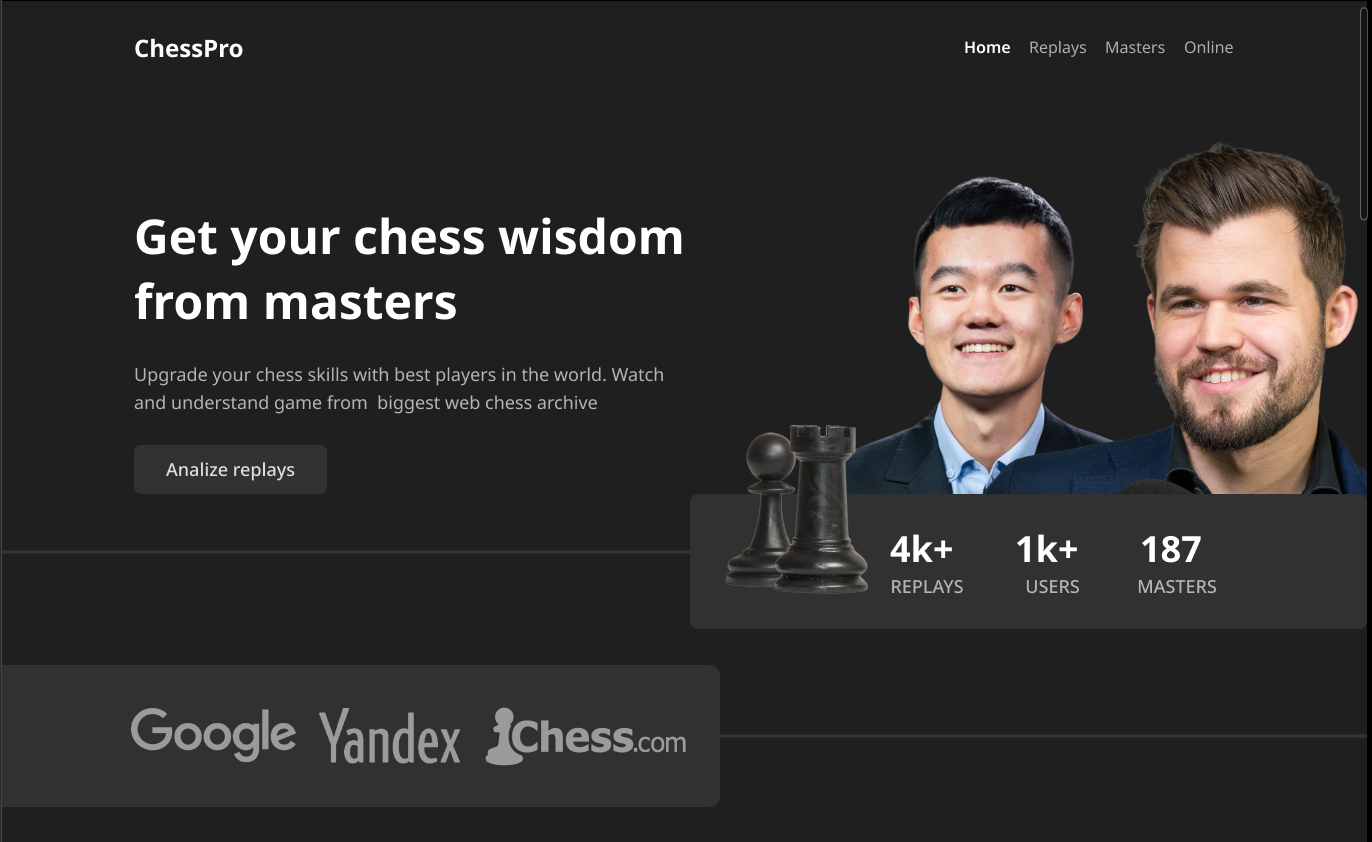 ChessPro
Home Replays Masters Online
Get your chess wisdom
from masters
Upgrade your chess skills with best players in the world. Watch
and understand game from  biggest web chess archive
Analize replays
4k+ 1k+ 187
REPLAYS USERS MASTERS
Google Yandex Chess.com